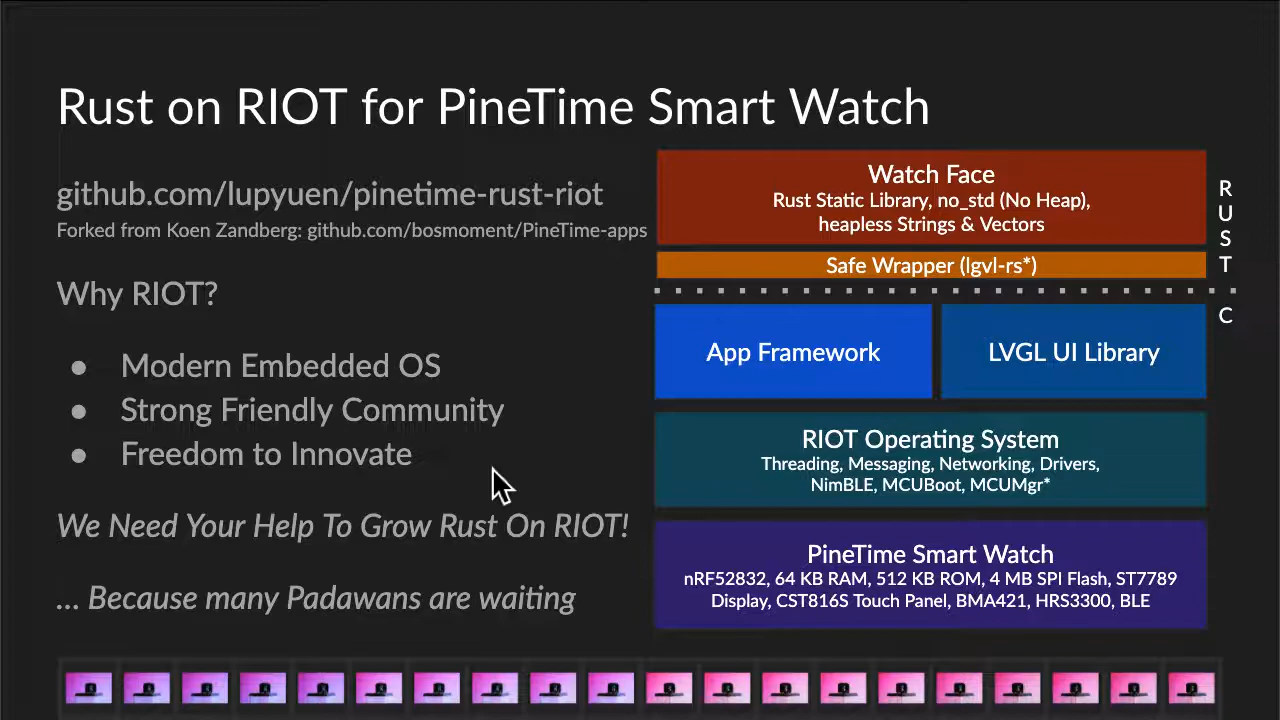 Rust on RIOT for PineTime Smart Watch
github.com/lupyuen/pinetime-rust-riot
Forked from Koen Zandberg: github.com/bosmoment/PineTime-apps
Why RIOT?
● Modern Embedded OS
● Strong Friendly Community
● Freedom to Innovate
We Need Your Help To Grow Rust On RIOT!
... Because many Padawans are waiting
Watch Face
Rust Static Library, no_std (No Heap),
heapless Strings & Vectors
Safe Wrapper (lgvl-rs*)
R
U
S
T
C
App Framework
LVGL UI Library
RIOT Operating System
Threading, Messaging, Networking, Drivers,
NimBLE, MCUBoot, MCUMgr*
PineTime Smart Watch
nRF52832, 64 KB RAM, 512 KB ROM, 4 MB SPI Flash, ST7789
Display, CST816S Touch Panel, BMA421, HRS3300, BLE